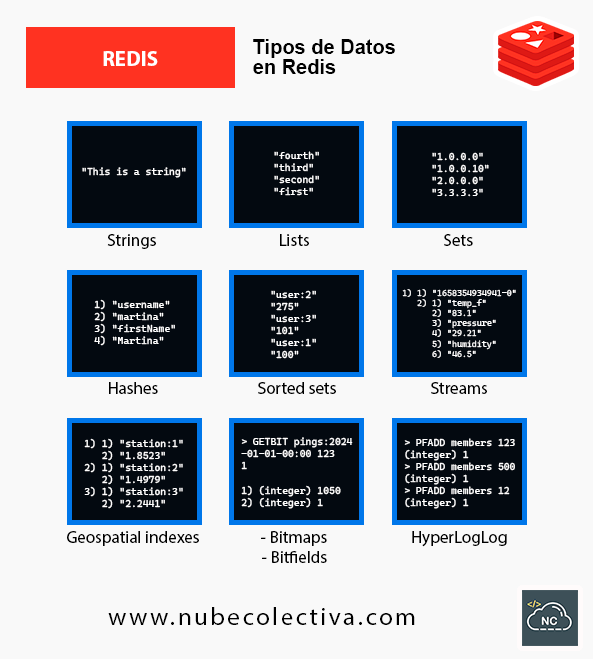 REDIS
Tipos de Datos
en Redis
"This is a string"
Strings
"fourth"
"third"
"second"
"first"
Lists
"1.0.0.0"
"1.0.0.10"
"2.0.0.0"
"3.3.3.3"
Sets
1) "username"
2) "martina"
3) "firstName"
4) "Martina"
Hashes
"user:2"
"275"
"user:3"
"101"
"user:1"
"100"
Sorted sets
1) 1) "1658354934941-0"
2) 1) "temp_f"
2) "83.1"
3) "pressure"
4) "29.21"
5) "humidity"
6) "46.5"
Streams
1) 1) "station:1"
2) "1.8523"
2) 1) "station:2"
2) "1.4979"
3) 1) "station:3"
2) "2.2441"
Geospatial indexes
> GETBIT pings:2024
-01-01-00:00 123
1
1) (integer) 1050
2) (integer) 1
- Bitmaps
- Bitfields
> PFADD members 123
(integer) 1
> PFADD members 500
(integer) 1
> PFADD members 12
(integer) 1
HyperLogLog
www.nubecolectiva.com
</>
NC